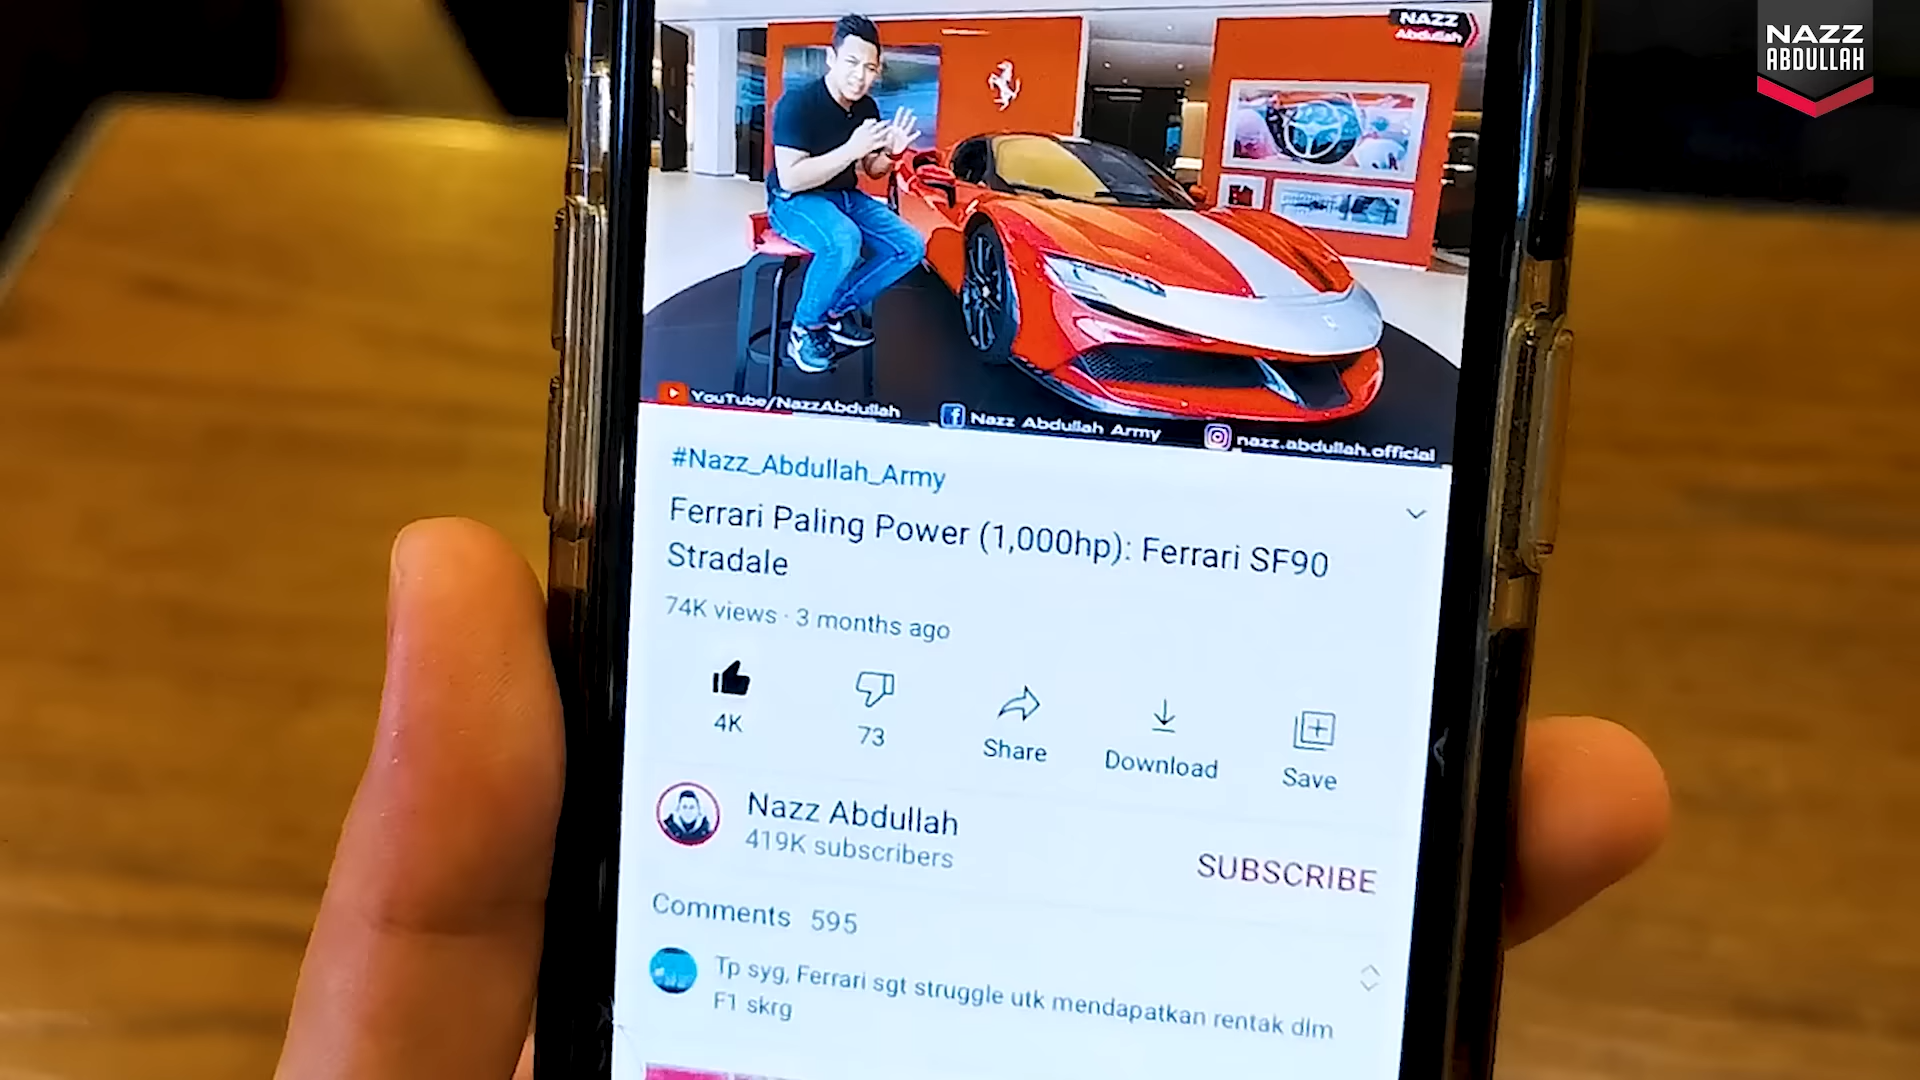 NAZZ
ABDULLAH
NAZZ
Abdullah
YouTube/NazzAbdullah
Nazz Abdullah Army
nazz.abdullah.official
#Nazz_Abdullah_Army
Ferrari Paling Power (1,000hp): Ferrari SF90
Stradale
74K views · 3 months ago
4K
73
Share
Download
Save
Nazz Abdullah
419K subscribers
SUBSCRIBE
Comments 595
Tp syg, Ferrari sgt struggle utk mendapatkan rentak dlm
F1 skrg